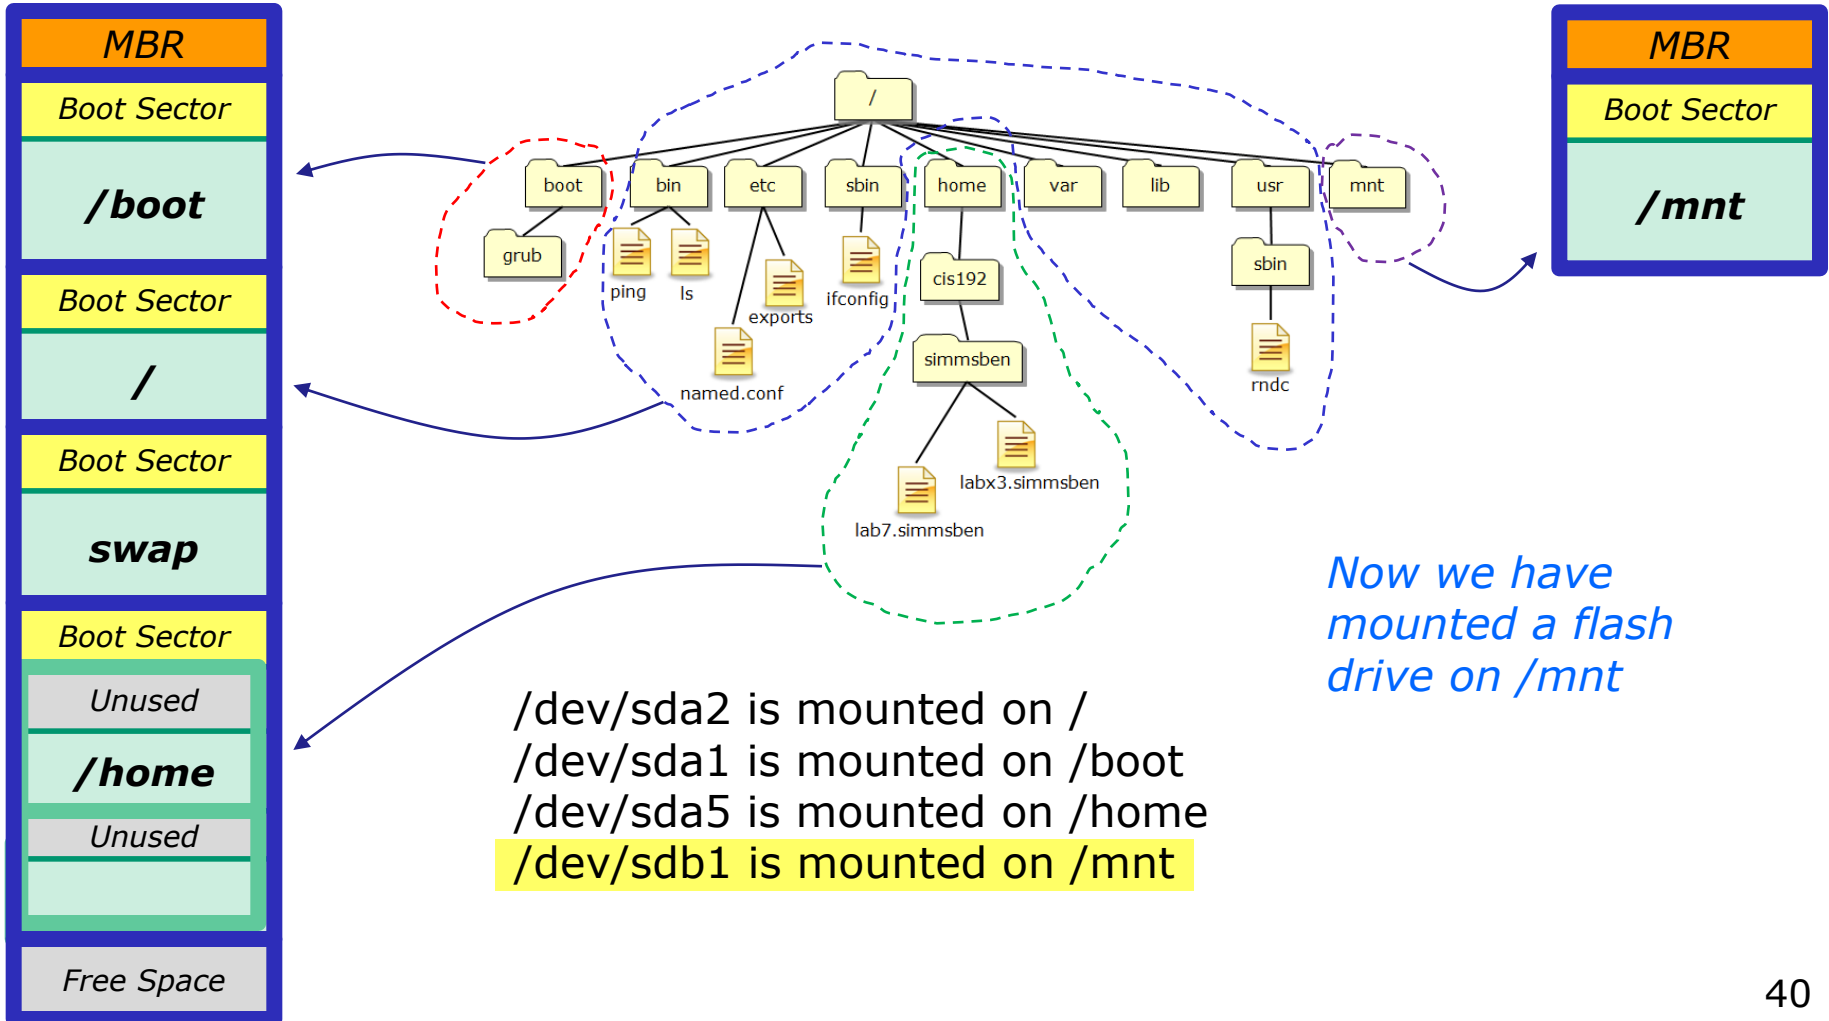 MBR
Boot Sector
/boot
Boot Sector
/
Boot Sector
swap
Boot Sector
Unused
/home
Unused
Free Space
/
boot
bin
etc
sbin
home
var
lib
usr
mnt
grub
ping
ls
exports
ifconfig
cis192
sbin
named.conf
simmsben
rndc
labx3.simmsben
lab7.simmsben
MBR
Boot Sector
/mnt
Now we have
mounted a flash
drive on /mnt
/dev/sda2 is mounted on /
/dev/sda1 is mounted on /boot
/dev/sda5 is mounted on /home
/dev/sdb1 is mounted on /mnt
40